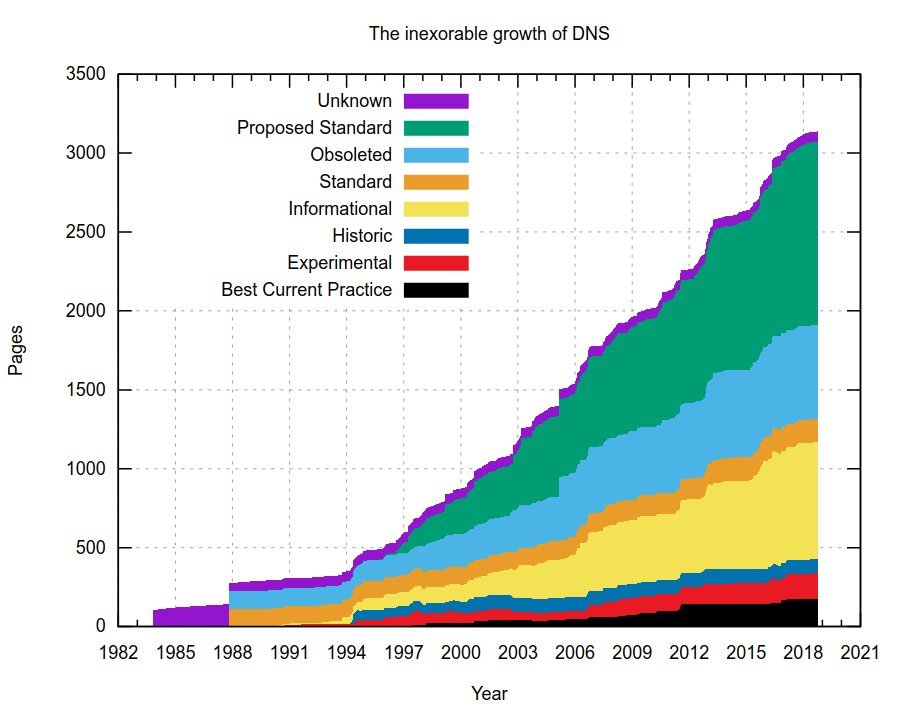 The inexorable growth of DNS
3500
3000
2500
2000
1500
1000
500
0
Pages
Unknown
Proposed Standard
Obsoleted
Standard
Informational
Historic
Experimental
Best Current Practice
1982 1985 1988 1991 1994 1997 2000 2003 2006 2009 2012 2015 2018 2021
Year